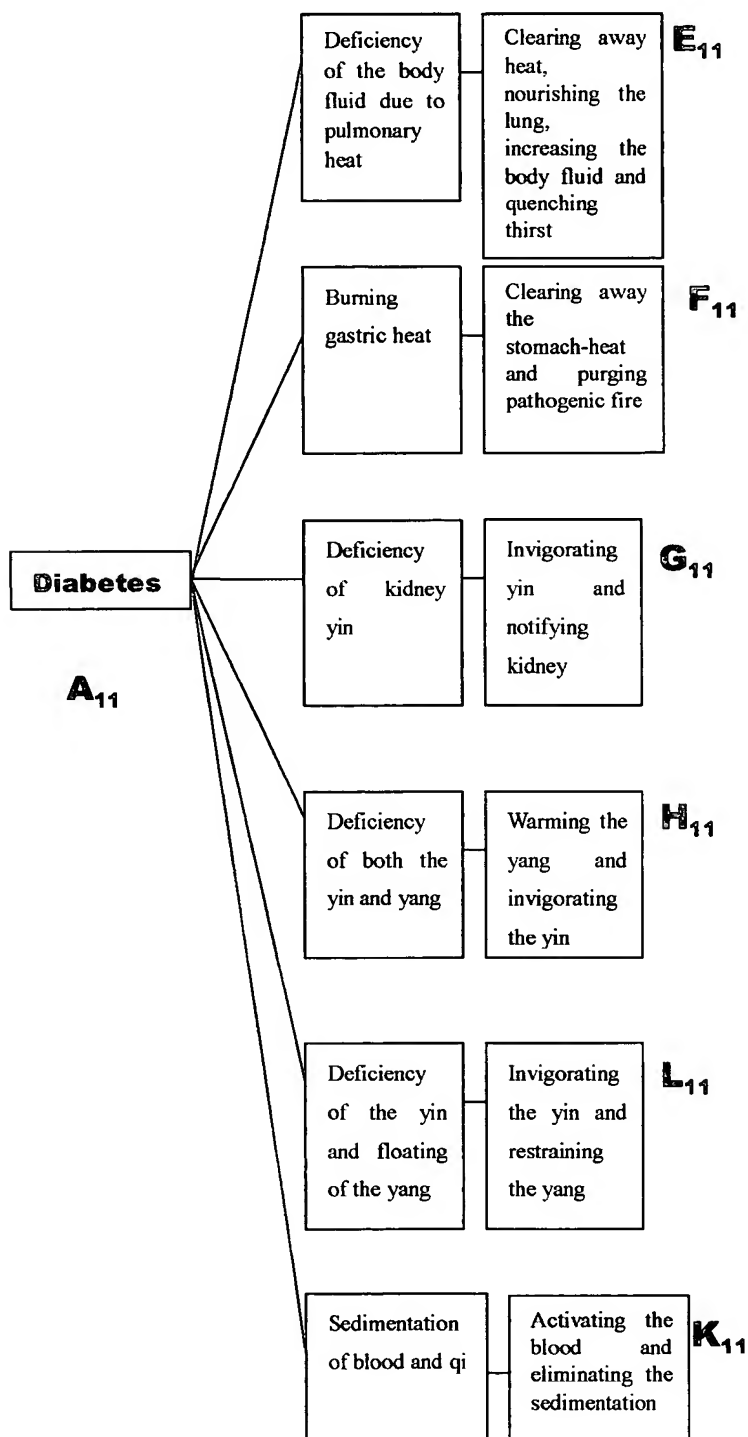 Deficiency
of the body
fluid due to
pulmonary
heat
Clearing away
heat,
nourishing the
lung,
increasing the
body fluid and
quenching
thirst
E11
Burning
gastric heat
Clearing away
the
stomach-heat
and purging
pathogenic fire
F11
Diabetes
A11
Deficiency
of kidney
yin
Invigorating
yin and
notifying
kidney
G11
Deficiency
of both the
yin and yang
Warming the
yang and
invigorating
the yin
H11
Deficiency
of the yin
and floating
of the yang
Invigorating
the yin and
restraining
the yang
L11
Sedimentation
of blood and qi
Activating the
blood and
eliminating the
sedimentation
K11